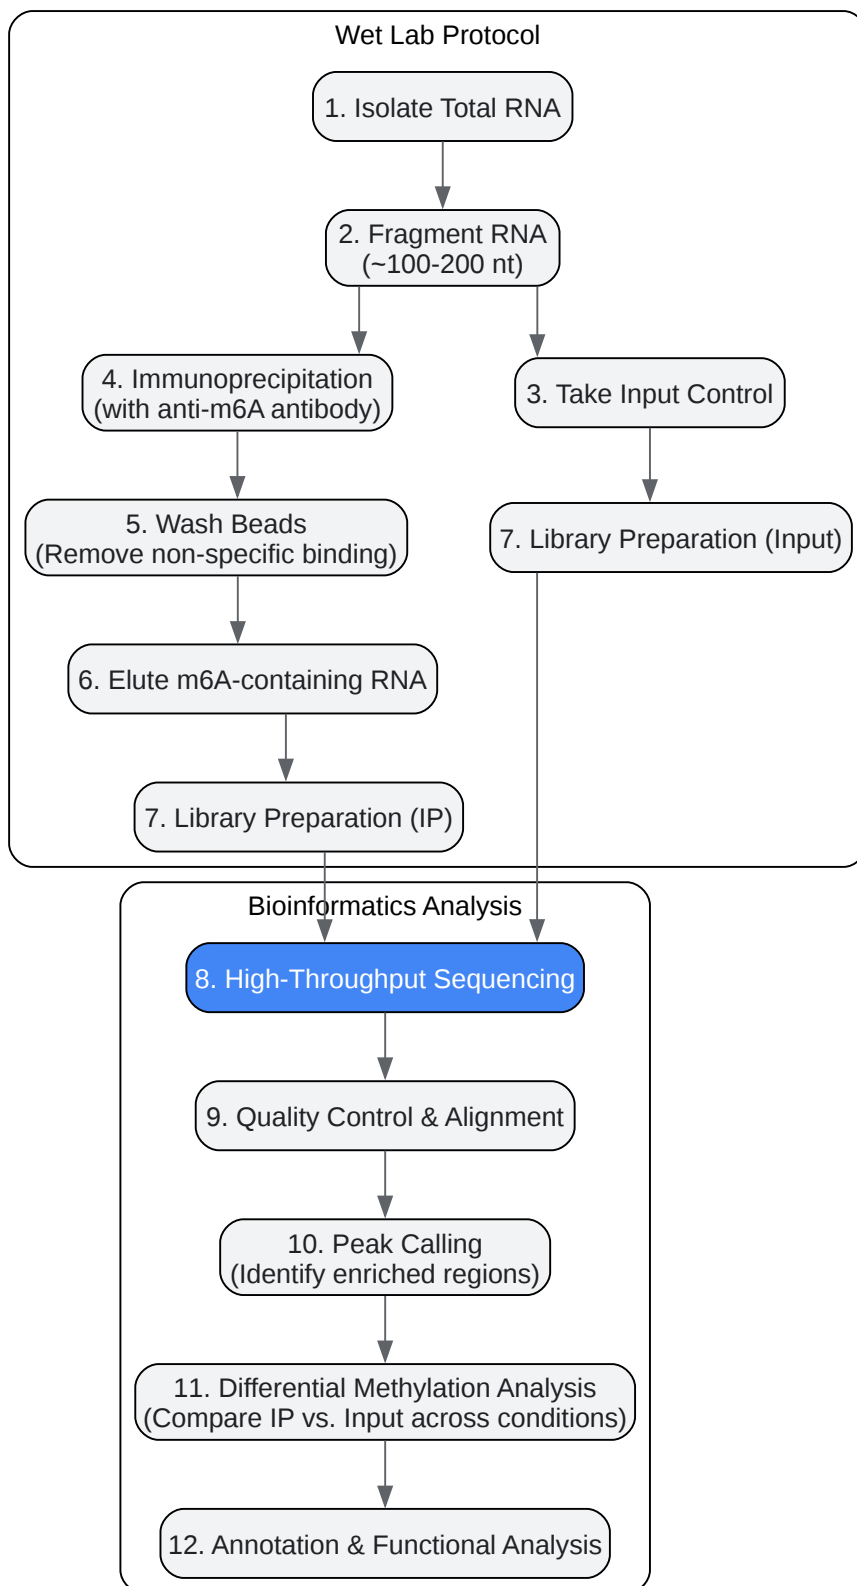 Wet Lab Protocol
1. Isolate Total RNA
2. Fragment RNA
(~100-200 nt)
4. Immunoprecipitation
(with anti-m6A antibody)
3. Take Input Control
5. Wash Beads
(Remove non-specific binding)
7. Library Preparation (Input)
6. Elute m6A-containing RNA
7. Library Preparation (IP)
Bioinformatics Analysis
8. High-Throughput Sequencing
9. Quality Control & Alignment
10. Peak Calling
(Identify enriched regions)
11. Differential Methylation Analysis
(Compare IP vs. Input across conditions)
12. Annotation & Functional Analysis